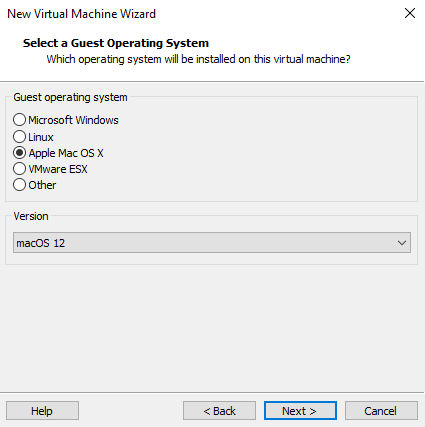 New Virtual Machine Wizard
Select a Guest Operating System
Which operating system will be installed on this virtual machine?
Guest operating system
Microsoft Windows
Linux
Apple Mac OS X
VMware ESX
Other
Version
macOS 12
Help
< Back
Next >
Cancel